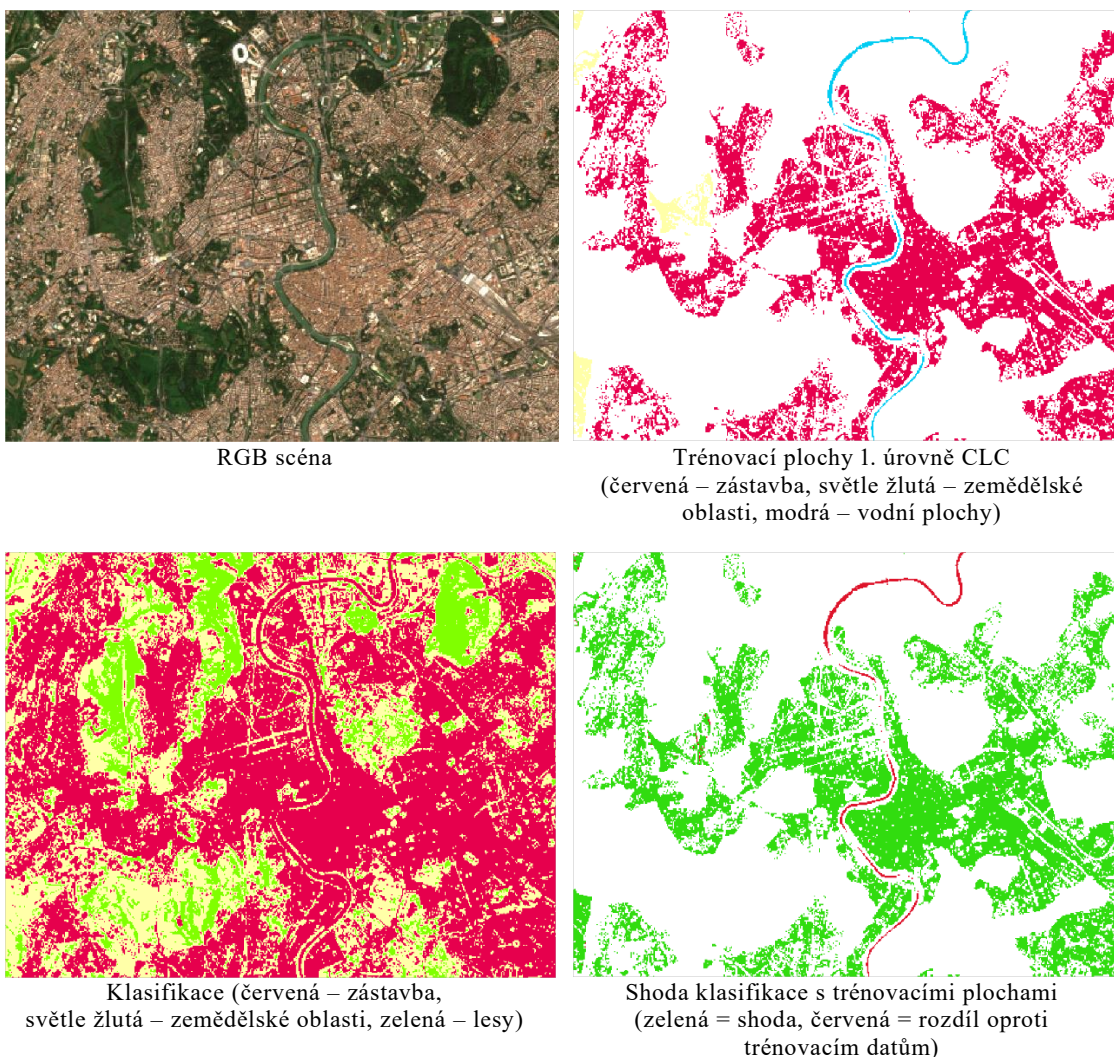 RGB scéna
Trénovací plochy 1. úrovně CLC
(červená – zástavba, světle žlutá – zemědělské
oblasti, modrá – vodní plochy)
Klasifikace (červená – zástavba,
světle žlutá – zemědělské oblasti, zelená – lesy)
Shoda klasifikace s trénovacími plochami
(zelená = shoda, červená = rozdíl oproti
trénovacím datům)